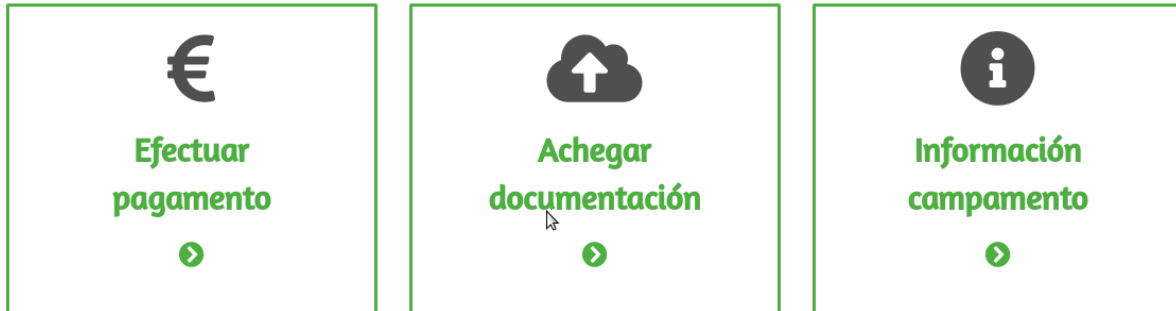 Efectuar
pagamento
Achegar
documentación
Información
campamento